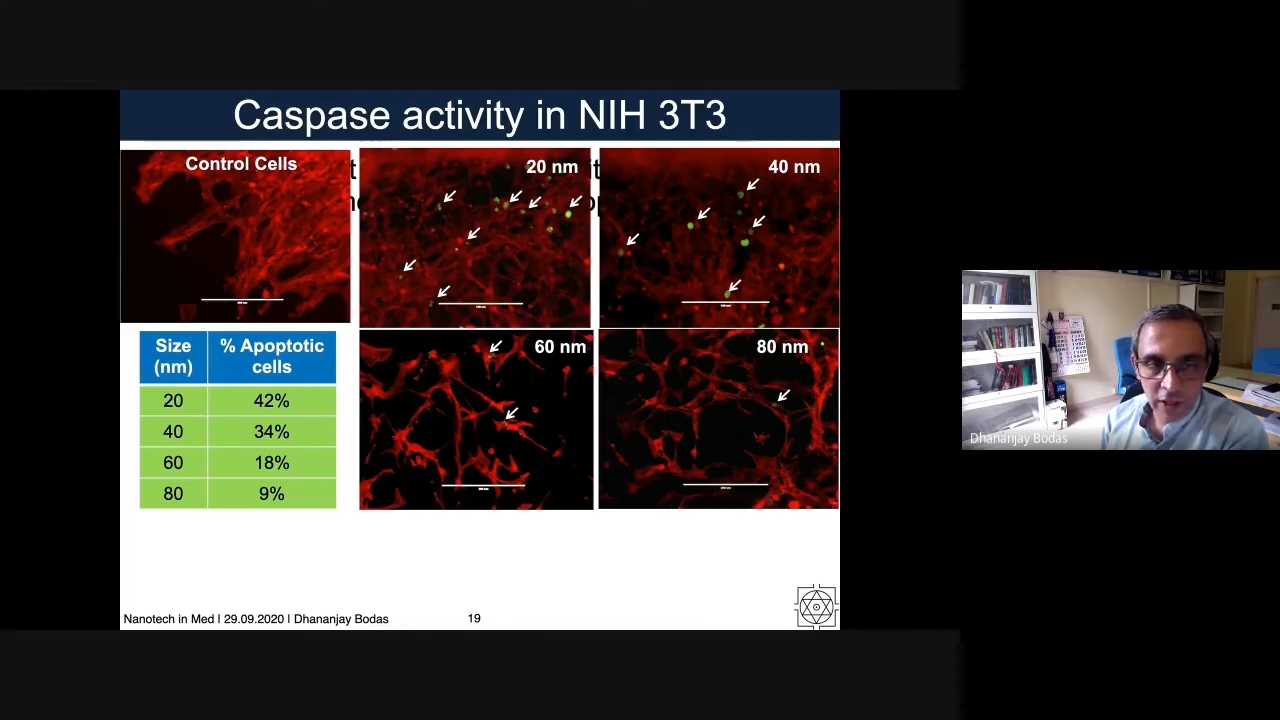 Caspase activity in NIH 3T3
Control Cells
20 nm
40 nm
60 nm
80 nm
Size (nm) % Apoptotic cells
20 42%
40 34%
60 18%
80 9%
Nanotech in Med | 29.09.2020 | Dhananjay Bodas
19
Dhananjay Bodas